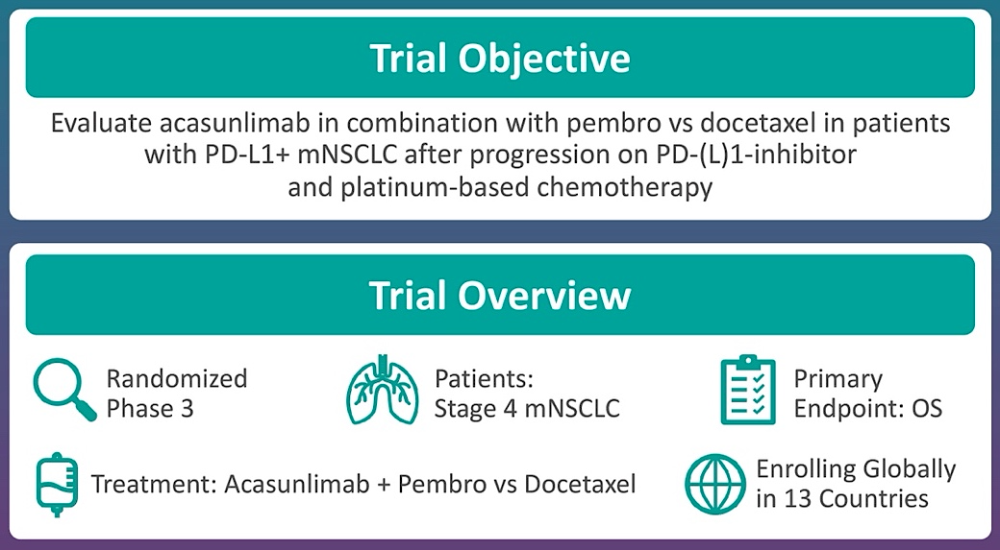 Trial Objective
Evaluate acasunlimab in combination with pembro vs docetaxel in patients
with PD-L1+ mNSCLC after progression on PD-(L)1-inhibitor
and platinum-based chemotherapy
Trial Overview
Randomized
Phase 3
Patients:
Stage 4 mNSCLC
Primary
Endpoint: OS
Treatment: Acasunlimab + Pembro vs Docetaxel
Enrolling Globally
in 13 Countries